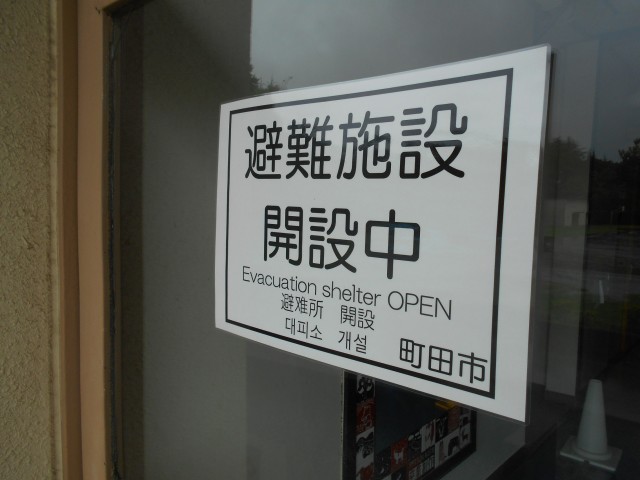 避難施設
開設中
Evacuation shelter OPEN
避难所 開設
대피소 개설
町田市